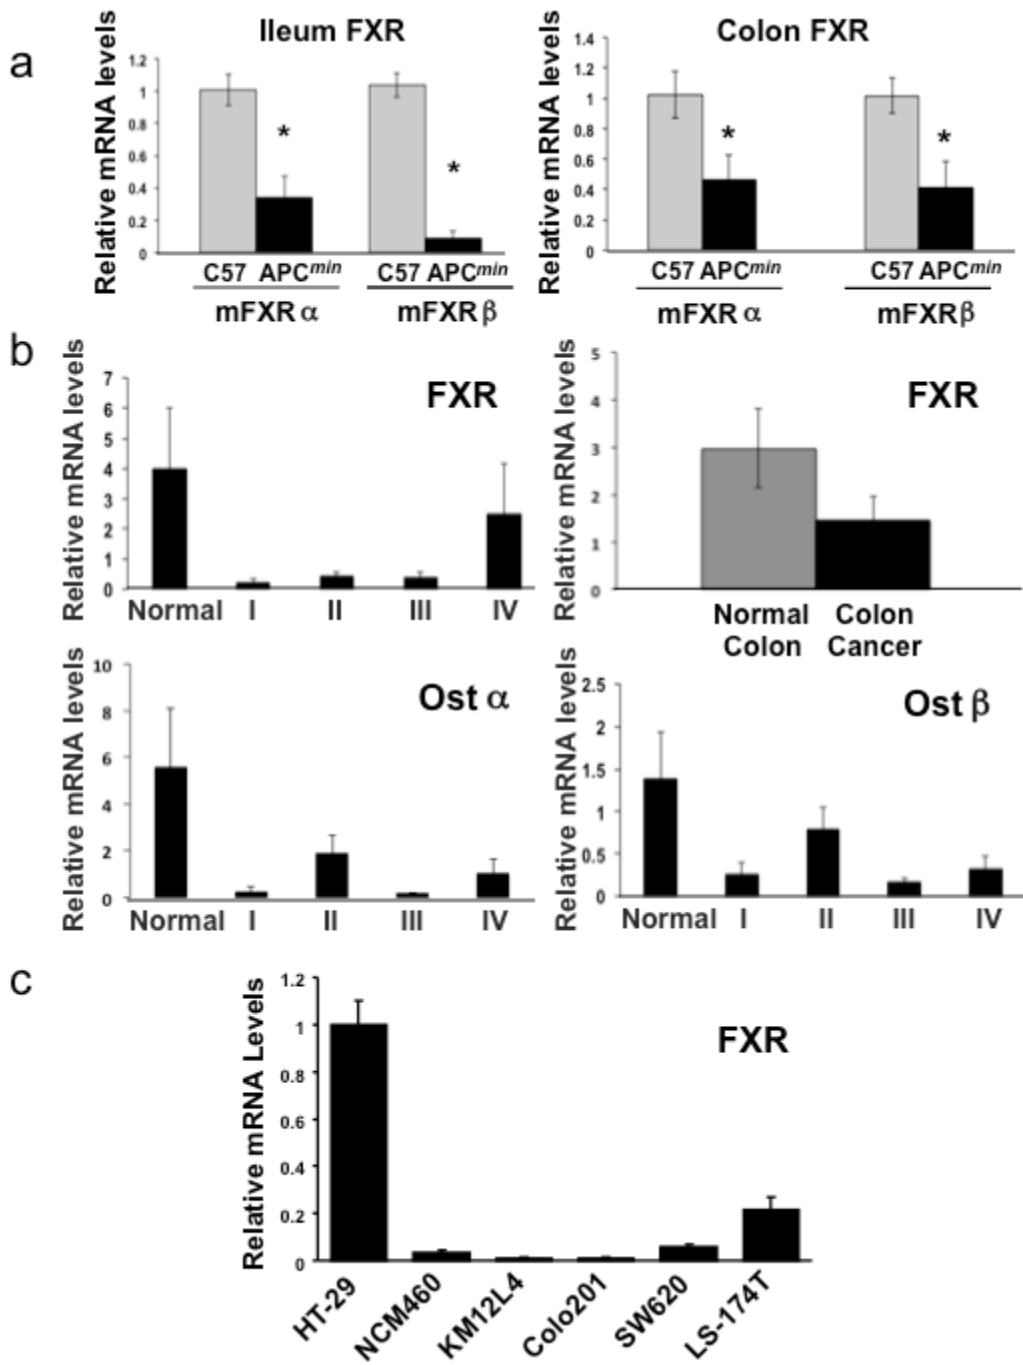 a
Ileum FXR
Relative mRNA levels
1.2
1
0.8
0.6
0.4
0.2
0
*
*
C57 APCmin
C57 APCmin
mFXR α
mFXR β
Colon FXR
Relative mRNA levels
1.4
1.2
1
0.8
0.6
0.4
0.2
0
*
*
C57 APCmin
C57 APCmin
mFXR α
mFXR β
b
FXR
Relative mRNA levels
7
6
5
4
3
2
1
0
Normal I II III IV
FXR
Relative mRNA levels
5
4
3
2
1
0
Normal Colon
Colon Cancer
Ost α
Relative mRNA levels
10
8
6
4
2
0
Normal I II III IV
Ost β
Relative mRNA levels
2.5
2
1.5
1
0.5
0
Normal I II III IV
c
FXR
Relative mRNA Levels
1.2
1
0.8
0.6
0.4
0.2
0
HT-29
NCM460
KM12L4
Colo201
SW620
LS-174T